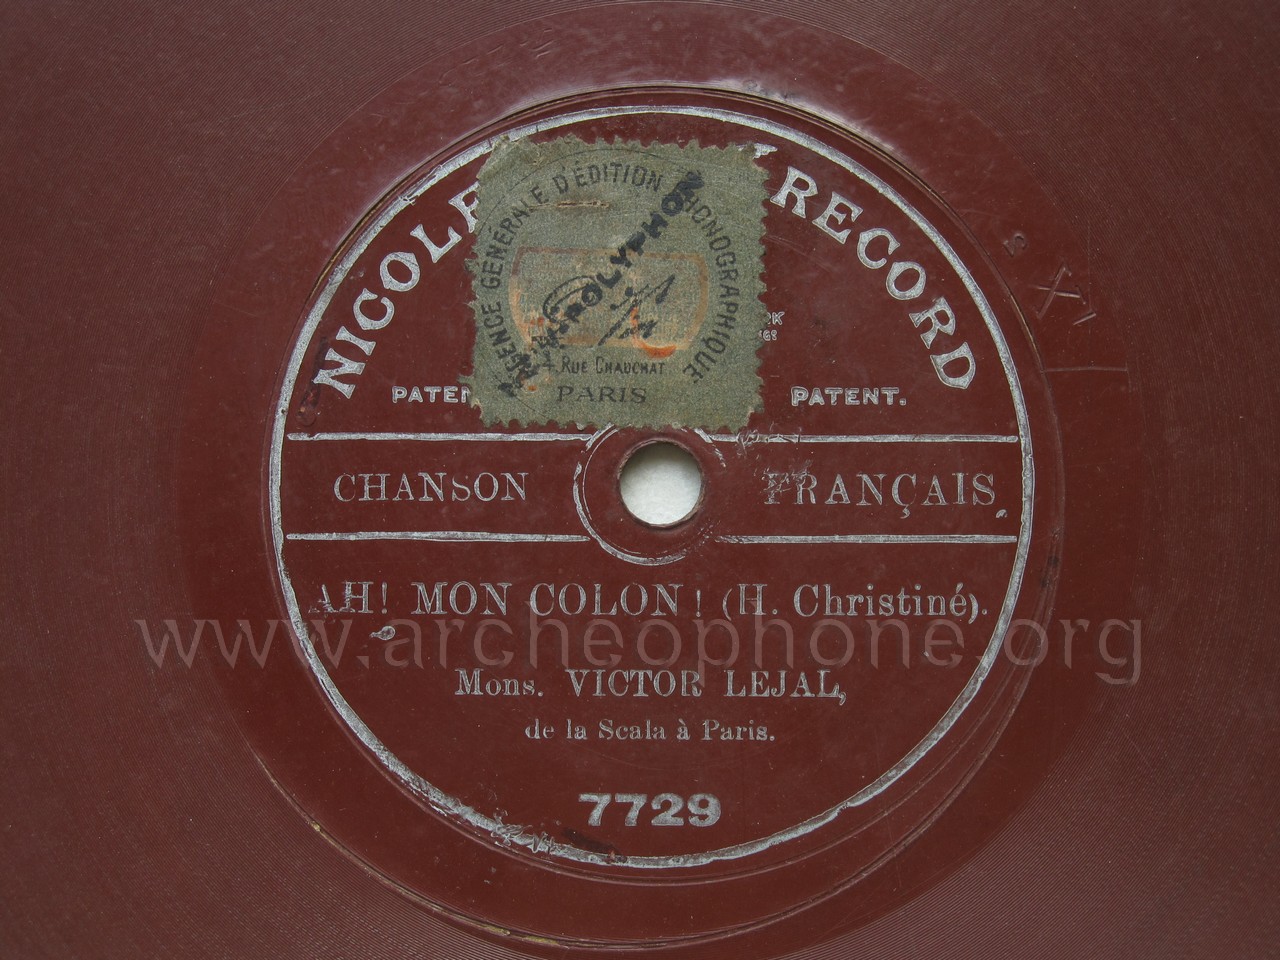 RECORD
AGENCE GÉNÉRALE D'ÉDITION PHONOGRAPHIQUE
4 RUE CHAUCHAT
PARIS
PATENT.
CHANSON FRANÇAIS.
AH! MON COLON! (H. Christiné).
www.archeophone.org
Mons. VICTOR LEJAL,
de la Scala à Paris.
7729